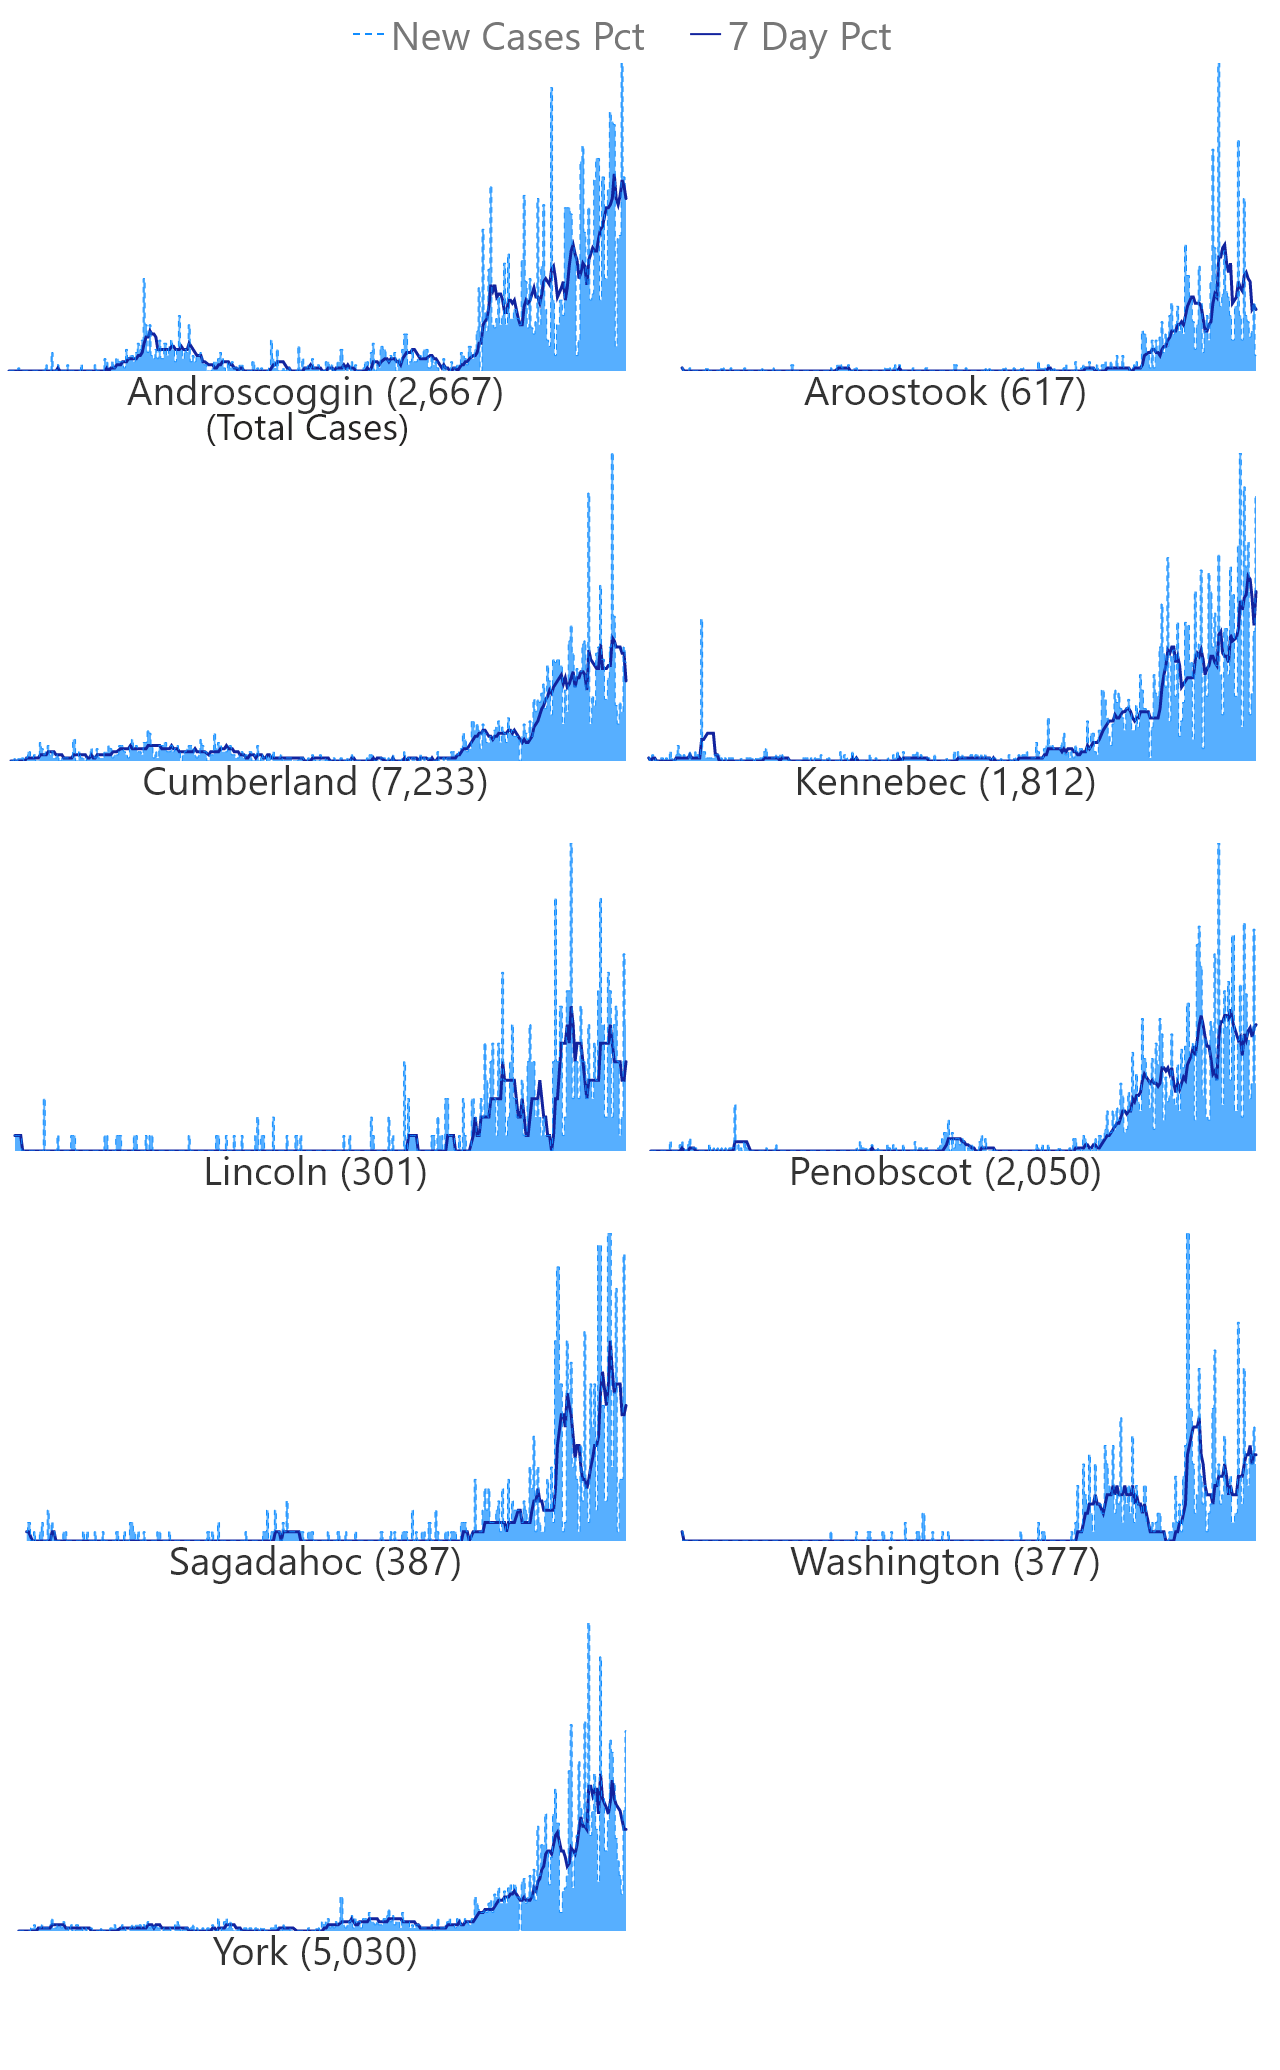 New Cases Pct 7 Day Pct
Androscoggin (2,667) Aroostook (617)
(Total Cases)
Cumberland (7,233) Kennebec (1,812)
Lincoln (301) Penobscot (2,050)
Sagadahoc (387) Washington (377)
York (5,030)